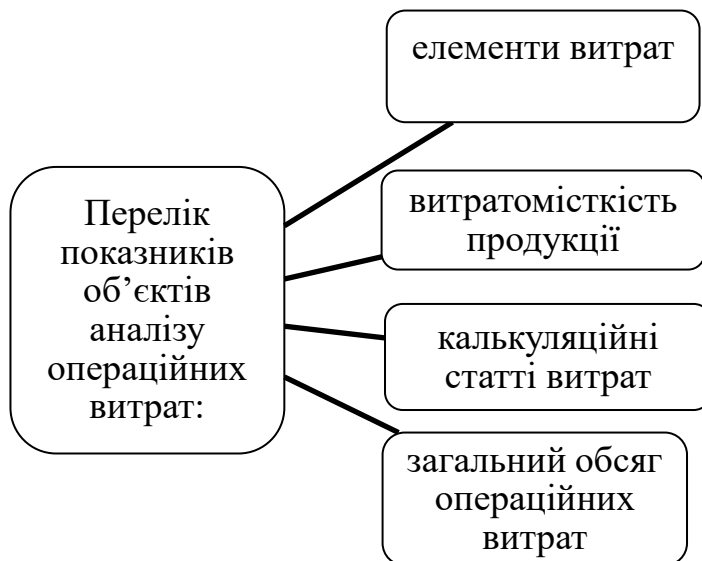 Перелік
показників
об’єктів
аналізу
операційних
витрат:
елементи витрат
витратомісткість
продукції
калькуляційні
статті витрат
загальний обсяг
операційних
витрат